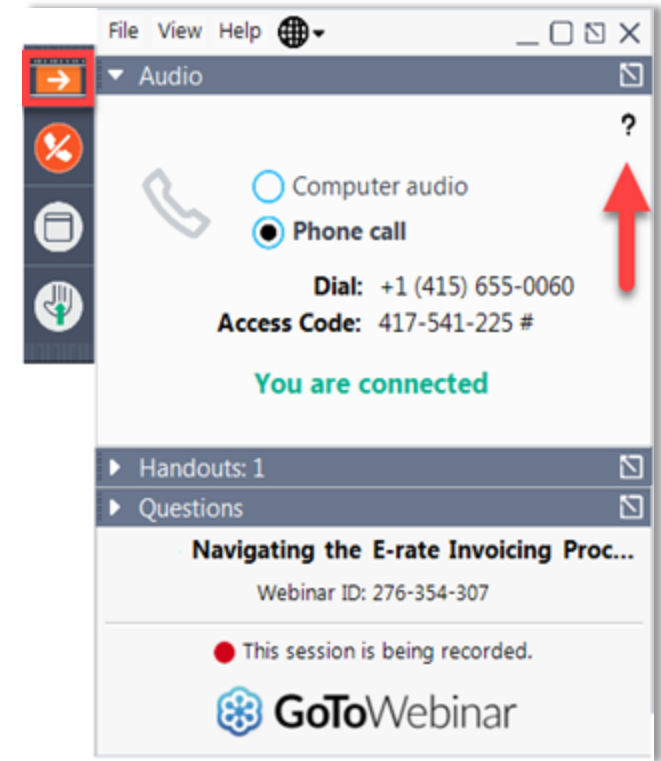 File View Help
Audio
?
Computer audio
Phone call
Dial: +1 (415) 655-0060
Access Code: 417-541-225 #
You are connected
Handouts: 1
Questions
Navigating the E-rate Invoicing Proc...
Webinar ID: 276-354-307
This session is being recorded.
GoToWebinar